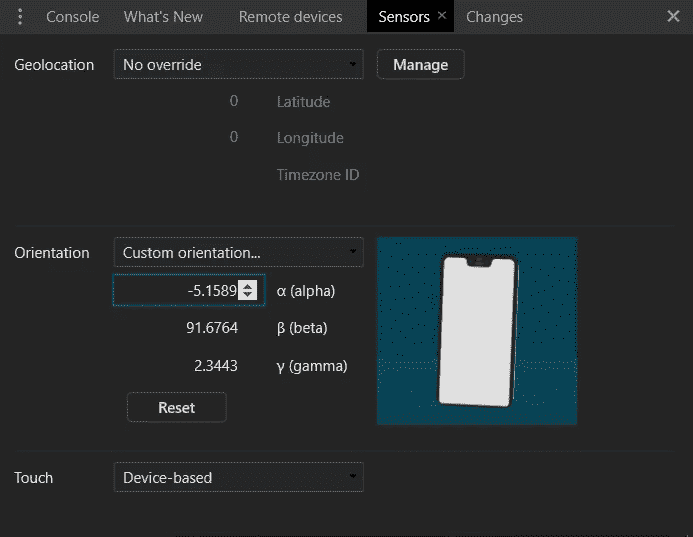 Console What's New Remote devices Sensors × Changes ×
Geolocation No override Manage
0 Latitude
0 Longitude
Timezone ID
Orientation Custom orientation...
-5.1589 α (alpha)
91.6764 β (beta)
2.3443 γ (gamma)
Reset
Touch Device-based